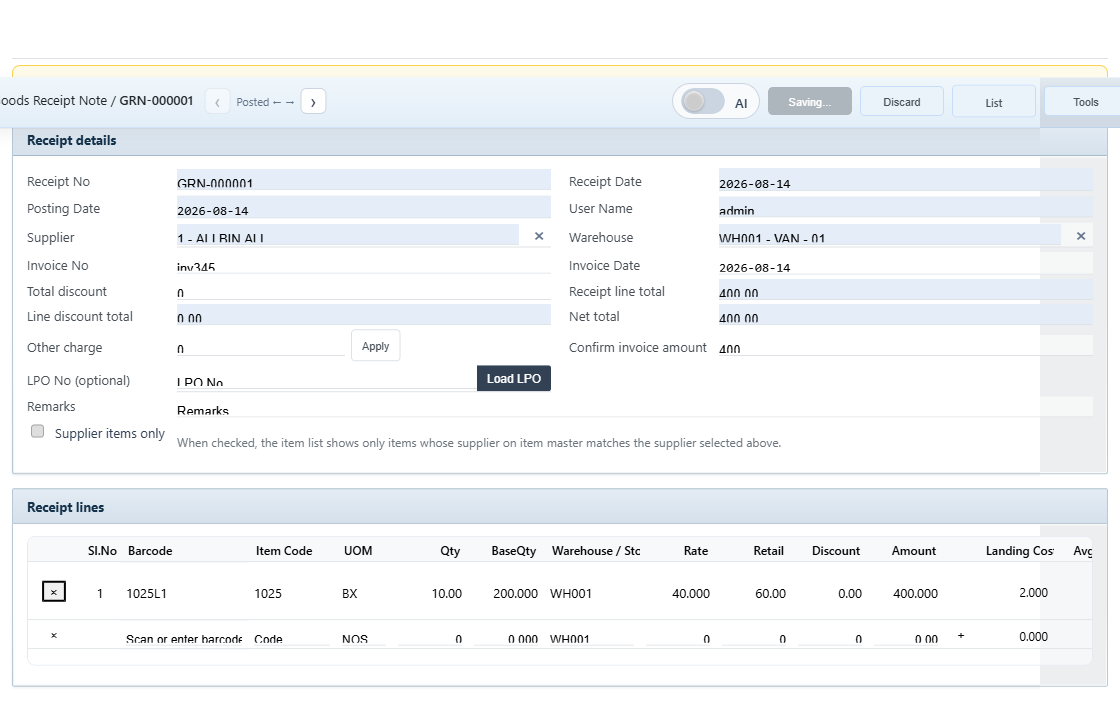 oods Receipt Note / GRN-000001 ‹ Posted ← → › AI Saving... Discard List Tools
Receipt details
Receipt No GRN-000001 Receipt Date 2026-08-14
Posting Date 2026-08-14 User Name admin
Supplier 1 - ALI BIN ALI × Warehouse WH001 - VAN - 01 ×
Invoice No inv345 Invoice Date 2026-08-14
Total discount 0 Receipt line total 400.00
Line discount total 0.00 Net total 400.00
Other charge 0 Apply Confirm invoice amount 400
LPO No (optional) LPO No Load LPO
Remarks Remarks
Supplier items only When checked, the item list shows only items whose supplier on item master matches the supplier selected above.
Receipt lines
Sl.No Barcode Item Code UOM Qty BaseQty Warehouse / Sto Rate Retail Discount Amount Landing Cos Avg
× 1 1025L1 1025 BX 10.00 200.000 WH001 40.000 60.00 0.00 400.000 2.000
× Scan or enter barcode Code NOS 0 0.000 WH001 0 0 0 0.00 + 0.000